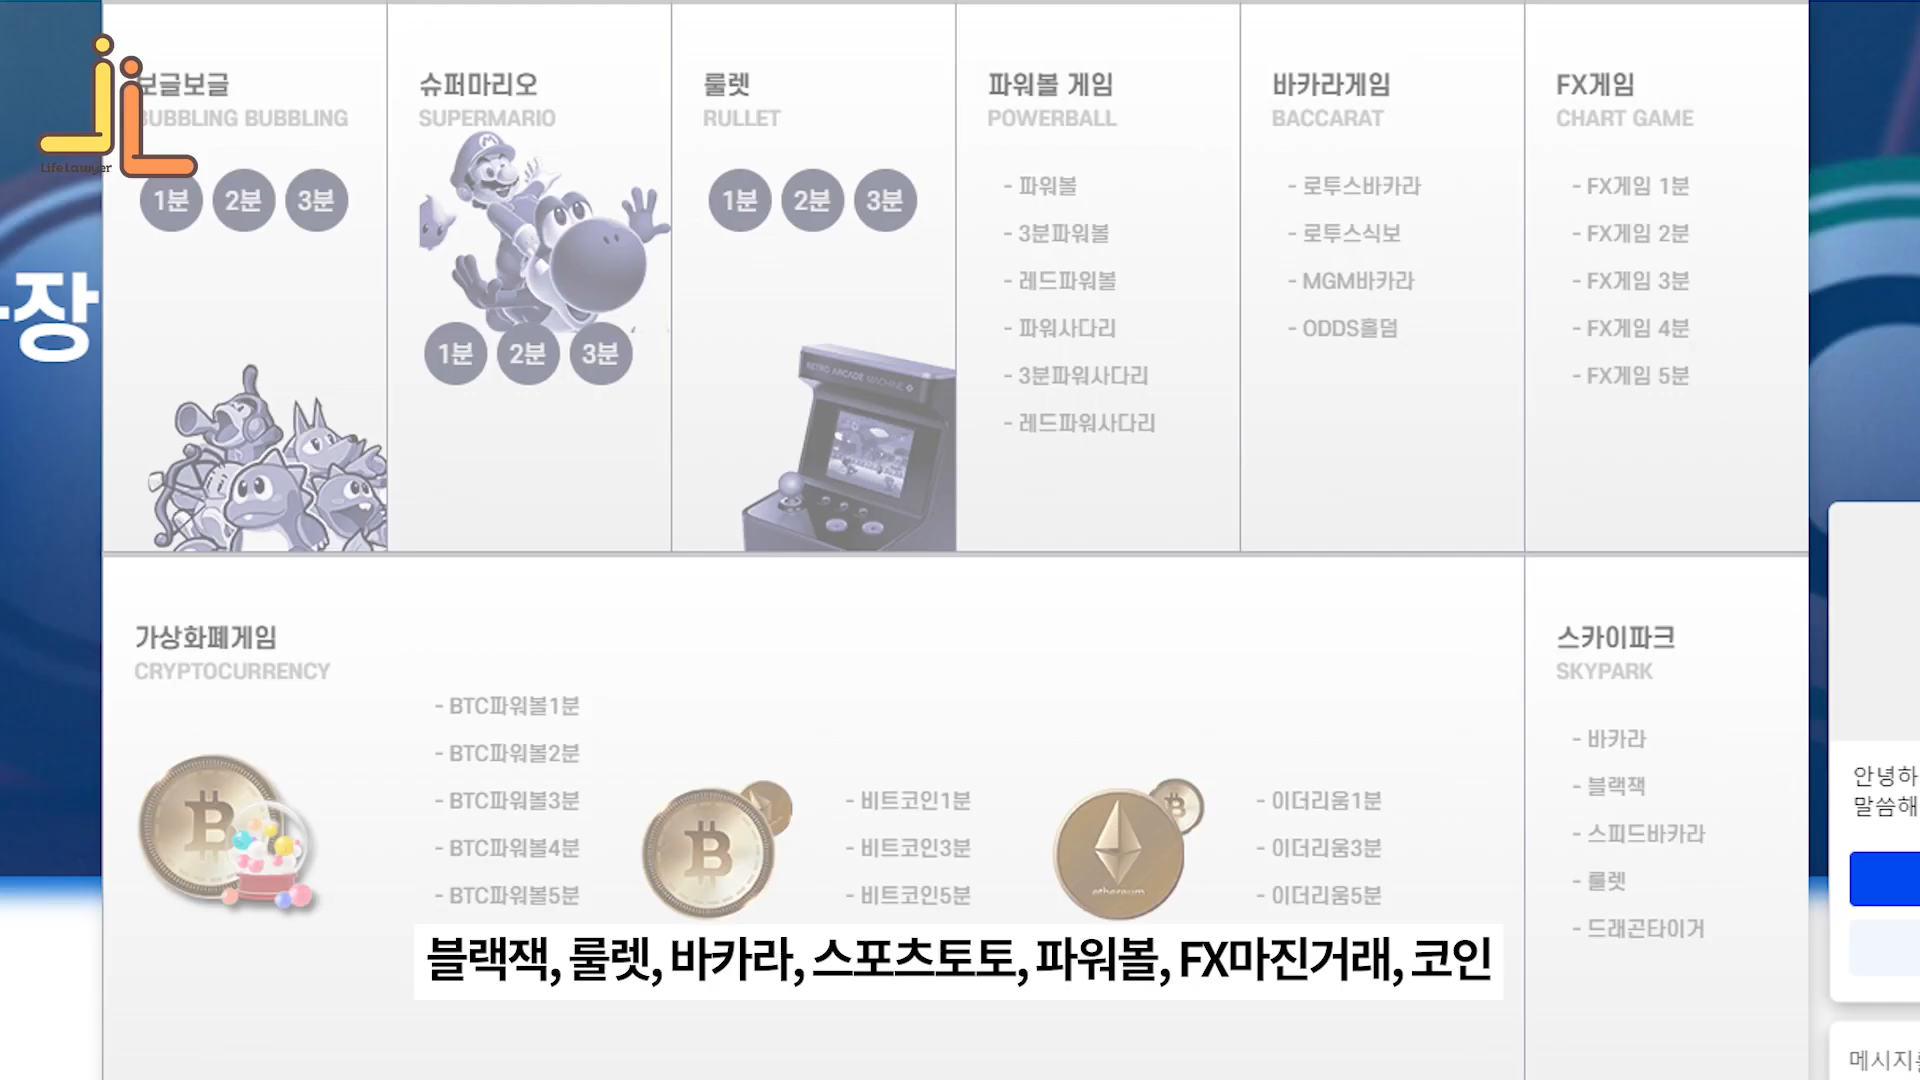 보글보글
BUBBLING BUBBLING
1분 2분 3분
LifeLawyer
슈퍼마리오
SUPERMARIO
1분 2분 3분
룰렛
RULLET
1분 2분 3분
RETRO ARCADE MACHINE
파워볼 게임
POWERBALL
- 파워볼
- 3분파워볼
- 레드파워볼
- 파워사다리
- 3분파워사다리
- 레드파워사다리
바카라게임
BACCARAT
- 로투스바카라
- 로투스식보
- MGM바카라
- ODDS홀덤
FX게임
CHART GAME
- FX게임 1분
- FX게임 2분
- FX게임 3분
- FX게임 4분
- FX게임 5분
장
가상화폐게임
CRYPTOCURRENCY
- BTC파워볼1분
- BTC파워볼2분
- BTC파워볼3분
- BTC파워볼4분
- BTC파워볼5분
- 비트코인1분
- 비트코인3분
- 비트코인5분
ethereum
- 이더리움1분
- 이더리움3분
- 이더리움5분
스카이파크
SKYPARK
- 바카라
- 블랙잭
- 스피드바카라
- 룰렛
- 드래곤타이거
안녕하
말씀해
메시지를
블랙잭, 룰렛, 바카라, 스포츠토토, 파워볼, FX마진거래, 코인